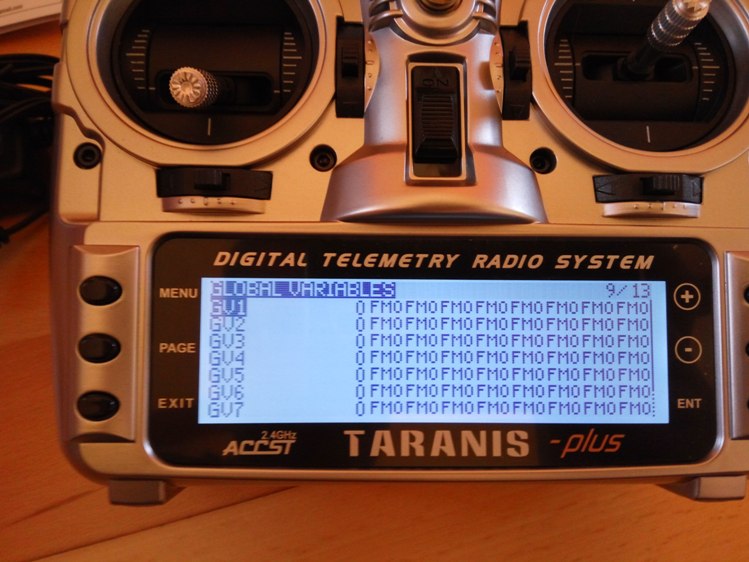 DIGITAL TELEMETRY RADIO SYSTEM
MENU
PAGE
EXIT
GLOBAL VARIABLES 9/13
GV1 0 FM0 FM0 FM0 FM0 FM0 FM0 FM0 FM0
GV2 0 FM0 FM0 FM0 FM0 FM0 FM0 FM0 FM0
GV3 0 FM0 FM0 FM0 FM0 FM0 FM0 FM0 FM0
GV4 0 FM0 FM0 FM0 FM0 FM0 FM0 FM0 FM0
GV5 0 FM0 FM0 FM0 FM0 FM0 FM0 FM0 FM0
GV6 0 FM0 FM0 FM0 FM0 FM0 FM0 FM0 FM0
GV7 0 FM0 FM0 FM0 FM0 FM0 FM0 FM0 FM0
+
-
ENT
2.4GHz
ACCST
TARANIS -plus